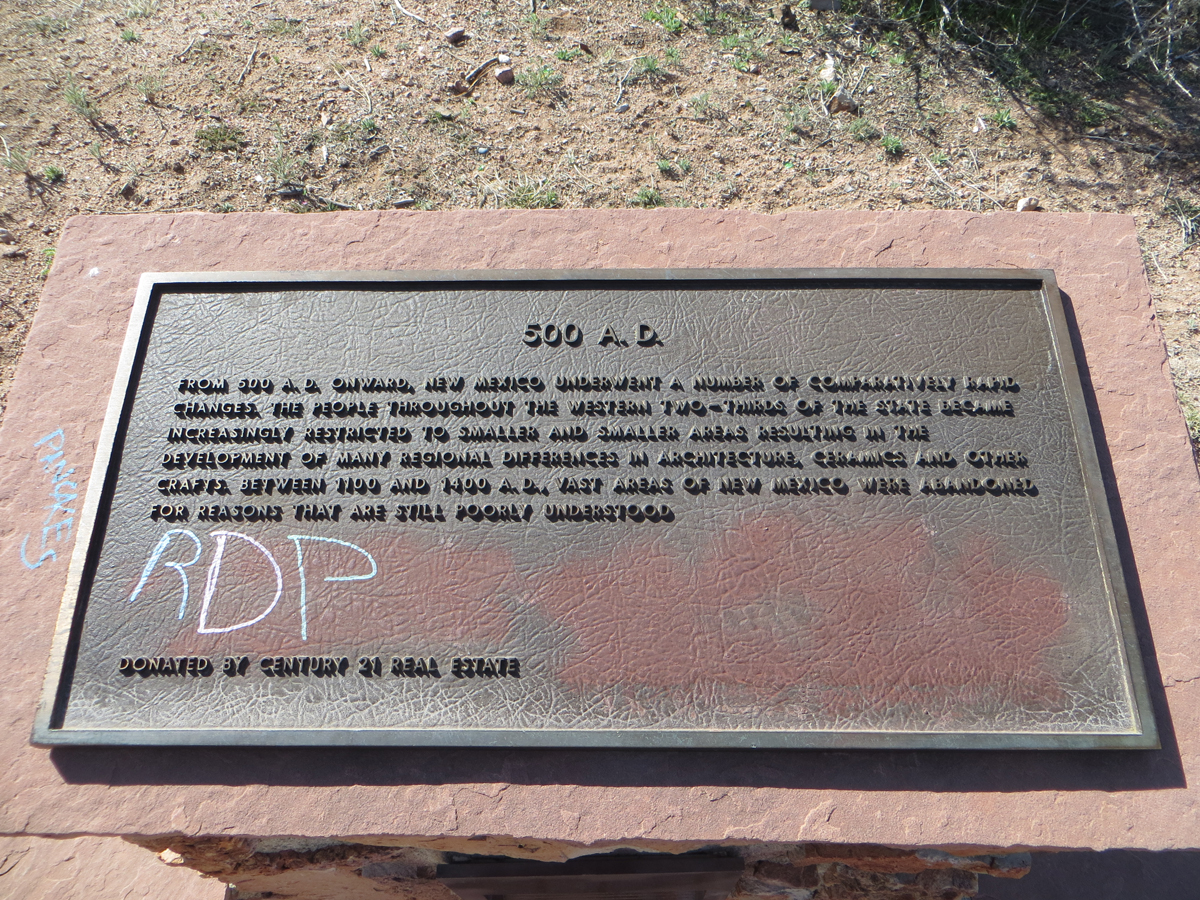 500 A.D.
FROM 500 A.D. ONWARD, NEW MEXICO UNDERWENT A NUMBER OF COMPARATIVELY RAPID
CHANGES. THE PEOPLE THROUGHOUT THE WESTERN TWO-THIRDS OF THE STATE BECAME
INCREASINGLY RESTRICTED TO SMALLER AND SMALLER AREAS RESULTING IN THE
DEVELOPMENT OF MANY REGIONAL DIFFERENCES IN ARCHITECTURE, CERAMICS AND OTHER
CRAFTS. BETWEEN 1100 AND 1400 A.D., VAST AREAS OF NEW MEXICO WERE ABANDONED
FOR REASONS THAT ARE STILL POORLY UNDERSTOOD.
RDP
DONATED BY CENTURY 21 REAL ESTATE
PANCAKES